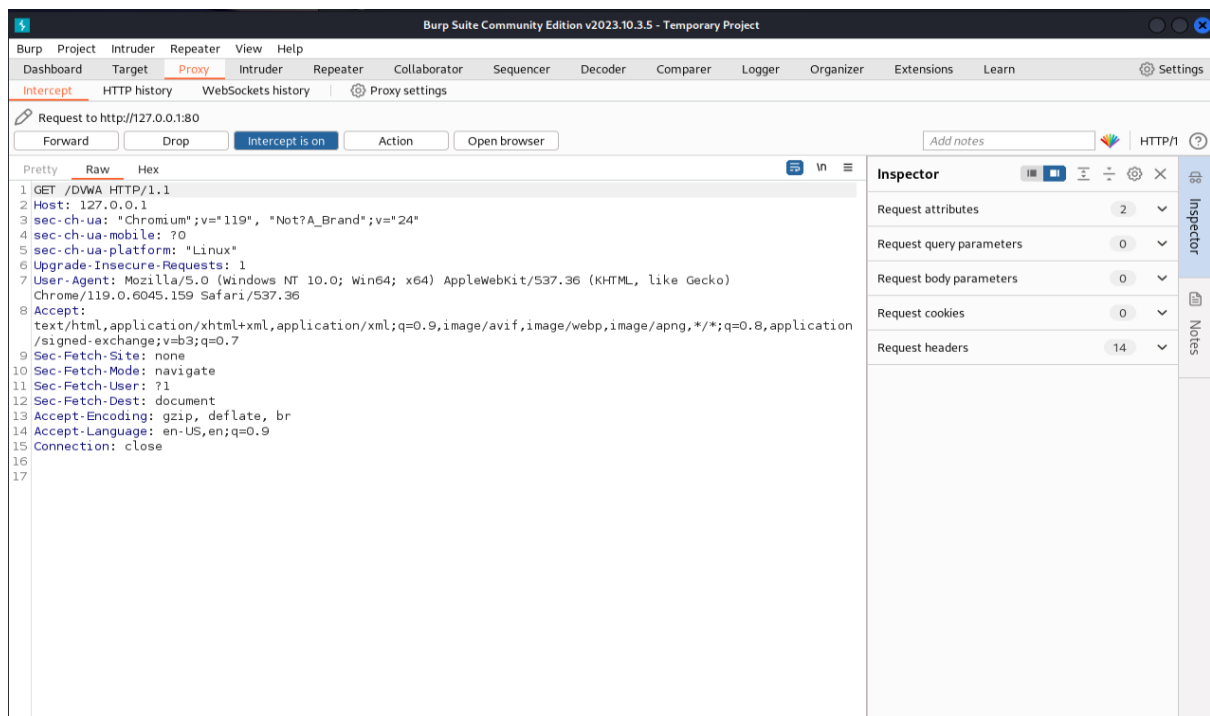 Burp Suite Community Edition v2023.10.3.5 - Temporary Project
Burp Project Intruder Repeater View Help
Dashboard Target Proxy Intruder Repeater Collaborator Sequencer Decoder Comparer Logger Organizer Extensions Learn Settings
Intercept HTTP history WebSockets history Proxy settings
Request to http://127.0.0.1:80
Forward Drop Intercept is on Action Open browser Add notes HTTP/1 ?
Pretty Raw Hex \n
1 GET /DVWA HTTP/1.1
2 Host: 127.0.0.1
3 sec-ch-ua: "Chromium";v="119", "Not?A_Brand";v="24"
4 sec-ch-ua-mobile: ?0
5 sec-ch-ua-platform: "Linux"
6 Upgrade-Insecure-Requests: 1
7 User-Agent: Mozilla/5.0 (Windows NT 10.0; Win64; x64) AppleWebKit/537.36 (KHTML, like Gecko)
Chrome/119.0.6045.159 Safari/537.36
8 Accept:
text/html,application/xhtml+xml,application/xml;q=0.9,image/avif,image/webp,image/apng,*/*;q=0.8,application
/signed-exchange;v=b3;q=0.7
9 Sec-Fetch-Site: none
10 Sec-Fetch-Mode: navigate
11 Sec-Fetch-User: ?1
12 Sec-Fetch-Dest: document
13 Accept-Encoding: gzip, deflate, br
14 Accept-Language: en-US,en;q=0.9
15 Connection: close
16
17
Inspector
Request attributes 2
Request query parameters 0
Request body parameters 0
Request cookies 0
Request headers 14
Inspector
Notes